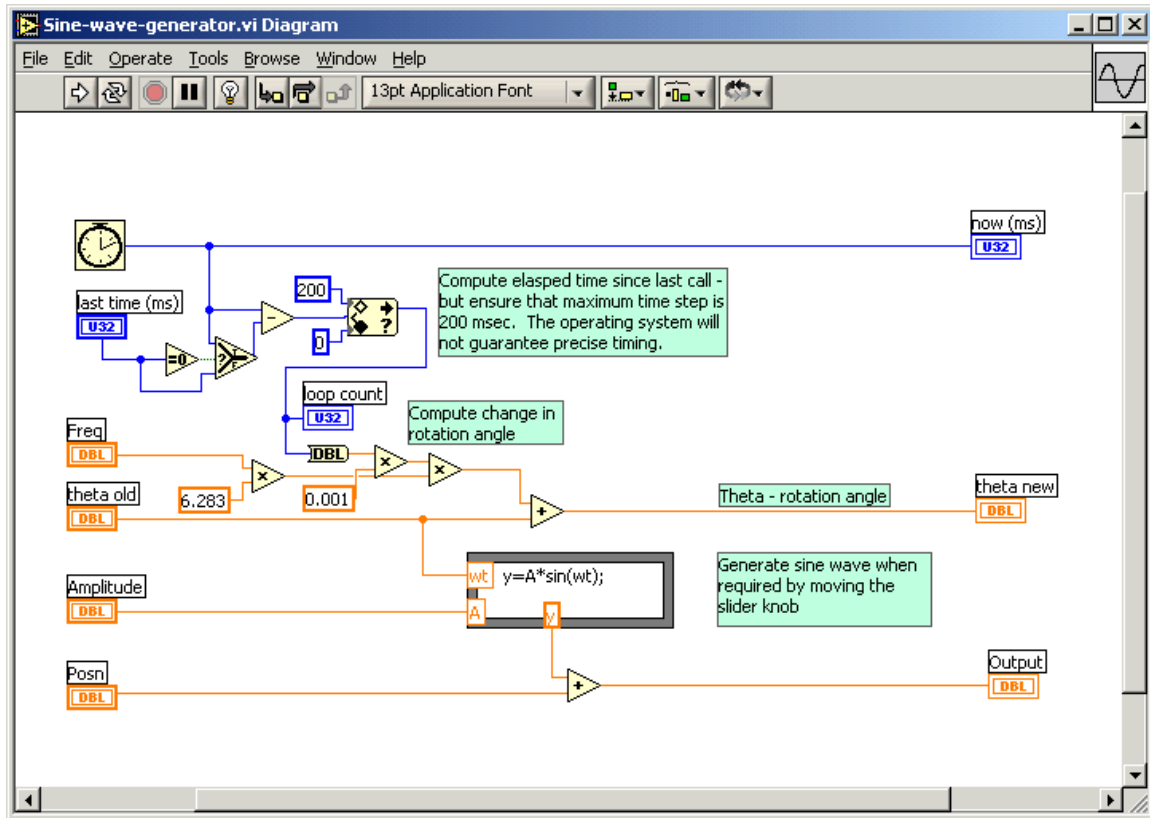 Sine-wave-generator.vi Diagram
File Edit Operate Tools Browse Window Help
13pt Application Font
now (ms)
U32
last time (ms)
U32
200
0
=0
?
T
F
?
Compute elasped time since last call -
but ensure that maximum time step is
200 msec. The operating system will
not guarantee precise timing.
loop count
U32
Compute change in
rotation angle
Freq
DBL
DBL
6.283
0.001
theta old
DBL
Theta - rotation angle
theta new
DBL
wt y=A*sin(wt);
Generate sine wave when
required by moving the
slider knob
Amplitude
DBL
A
y
Posn
DBL
Output
DBL